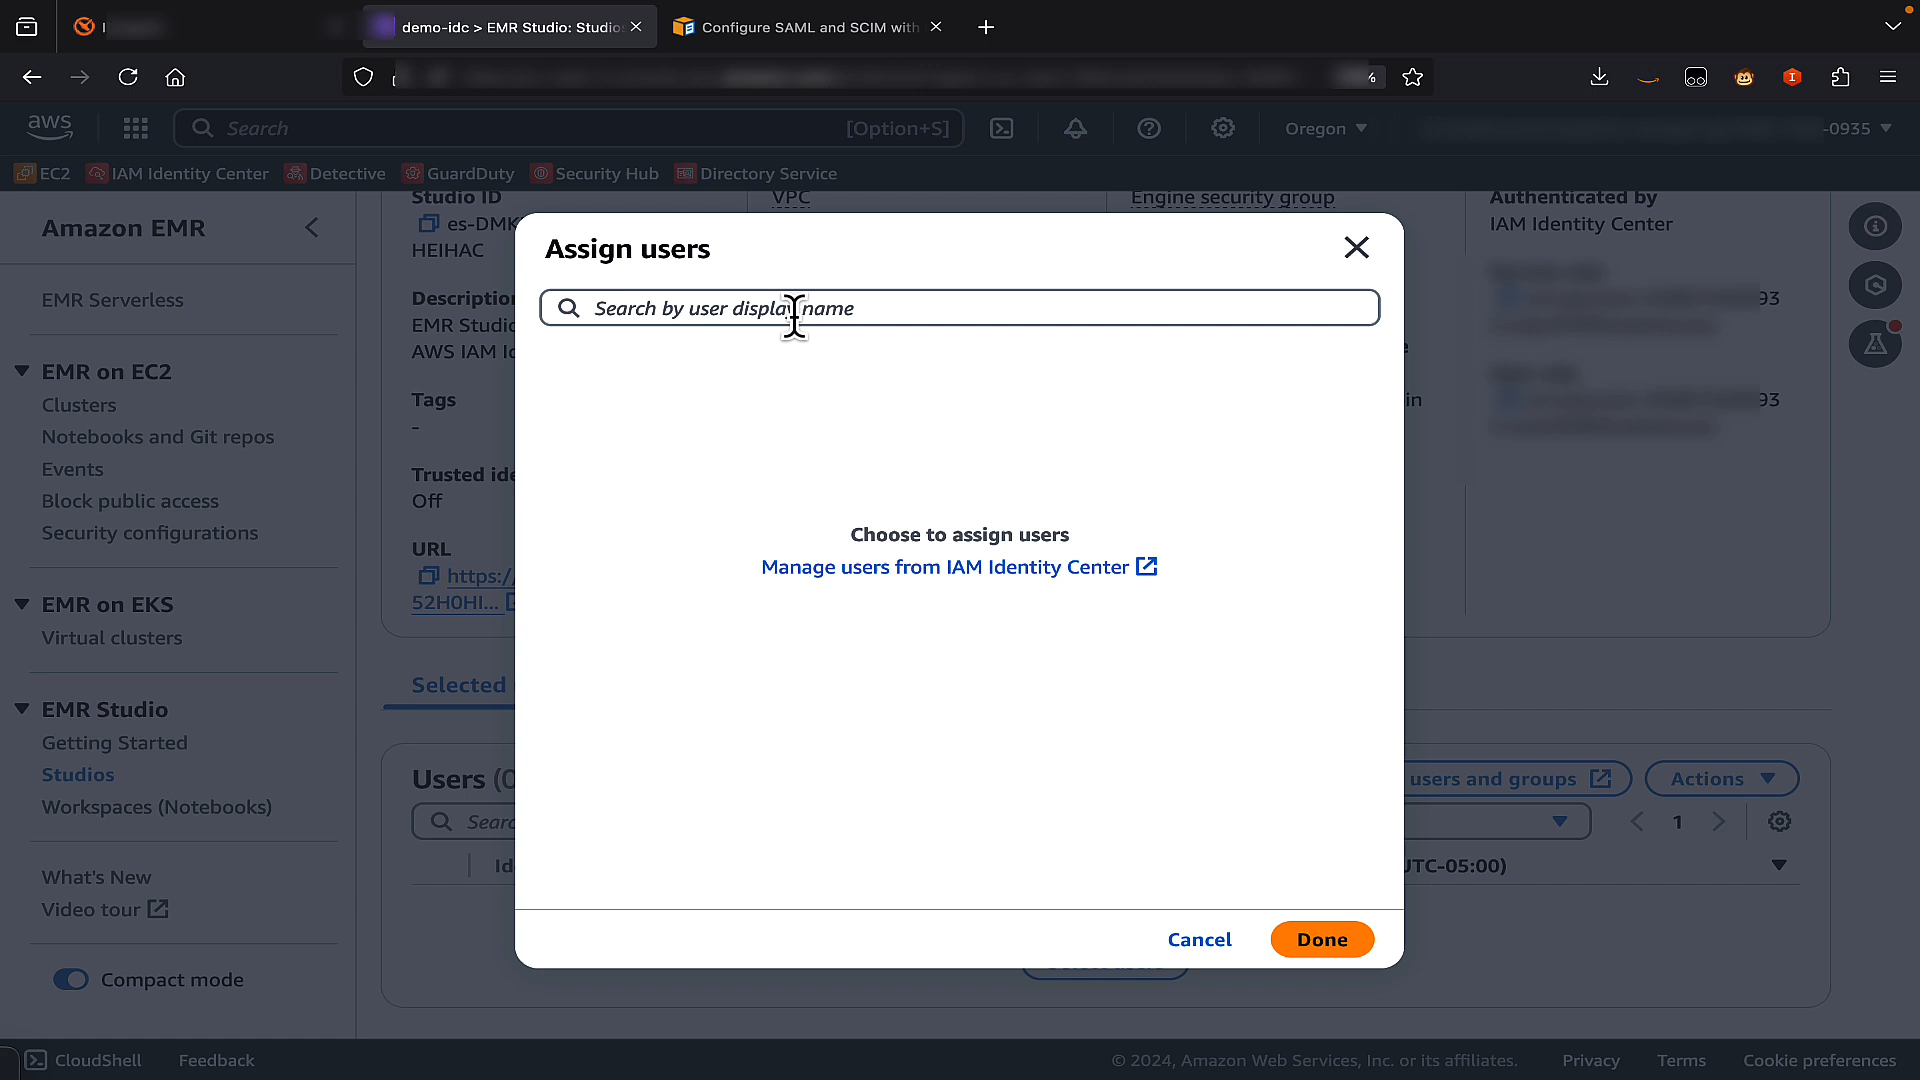 demo-idc > EMR Studio: Studio
Configure SAML and SCIM with
%
aws
Search
[Option+S]
Oregon
-0935
EC2
IAM Identity Center
Detective
GuardDuty
Security Hub
Directory Service
Amazon EMR
EMR Serverless
EMR on EC2
Clusters
Notebooks and Git repos
Events
Block public access
Security configurations
EMR on EKS
Virtual clusters
EMR Studio
Getting Started
Studios
Workspaces (Notebooks)
What's New
Video tour
Compact mode
Studio ID
es-DMK
HEIHAC
Description
EMR Studio
AWS IAM Id
Tags
-
Trusted ide
Off
URL
https:/
52H0HI...
VPC
Engine security group
Authenticated by
IAM Identity Center
93
in
93
Selected
Users (0
users and groups
Actions
Searc
1
Id
UTC-05:00)
Assign users
Search by user display name
Choose to assign users
Manage users from IAM Identity Center
Cancel
Done
CloudShell
Feedback
© 2024, Amazon Web Services, Inc. or its affiliates.
Privacy
Terms
Cookie preferences